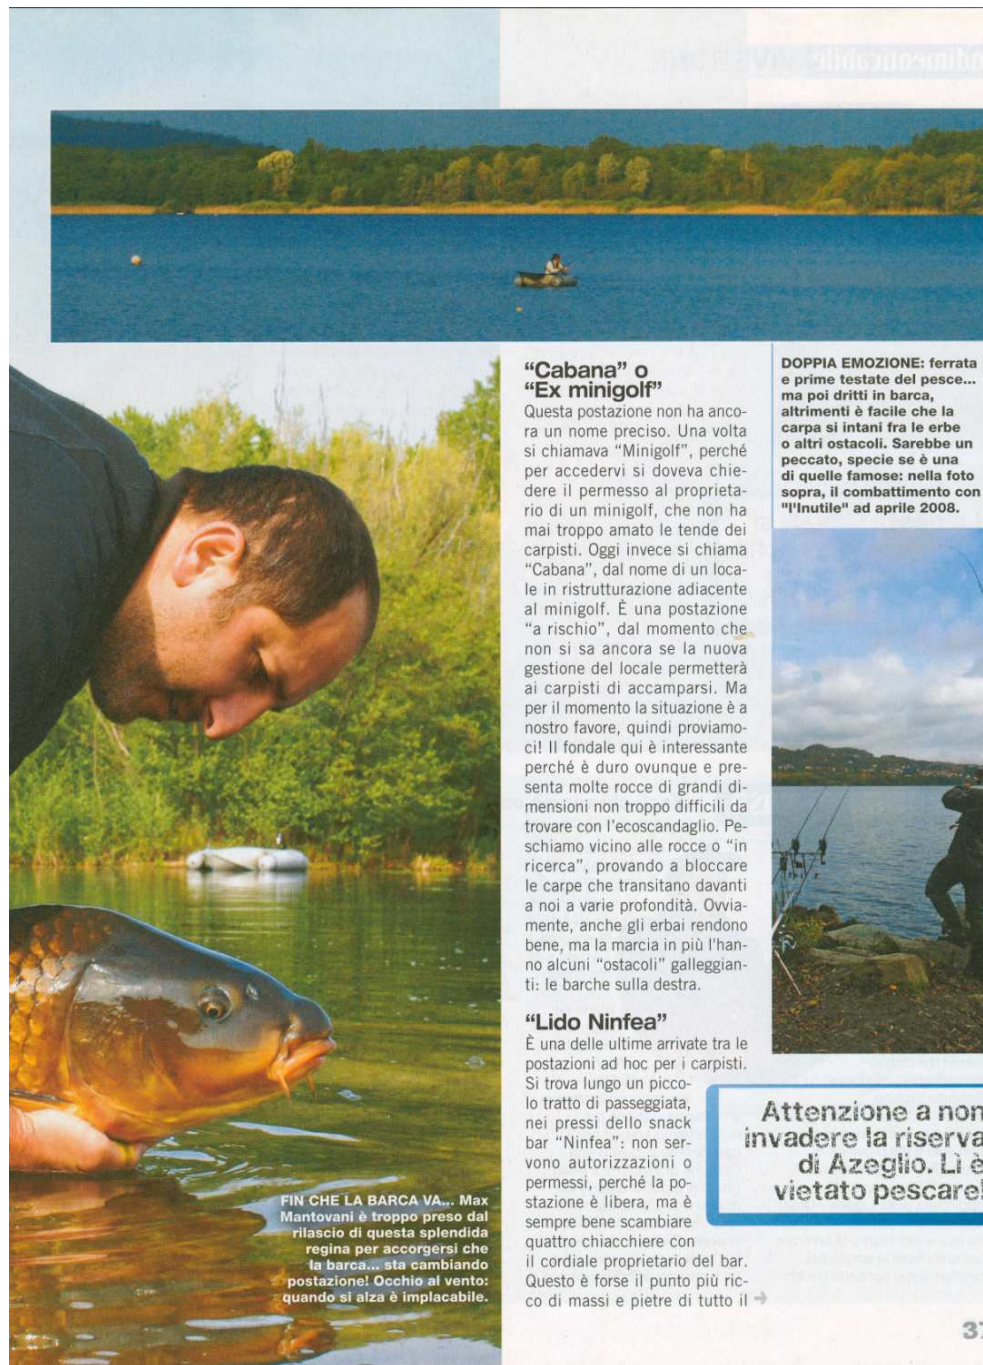 “Cabana” o
“Ex minigolf”
Questa postazione non ha anco-
ra un nome preciso. Una volta
si chiamava “Minigolf”, perché
per accedervi si doveva chie-
dere il permesso al proprieta-
rio di un minigolf, che non ha
mai troppo amato le tende dei
carpisti. Oggi invece si chiama
“Cabana”, dal nome di un loca-
le in ristrutturazione adiacente
al minigolf. È una postazione
“a rischio”, dal momento che
non si sa ancora se la nuova
gestione del locale permetterà
ai carpisti di accamparsi. Ma
per il momento la situazione è a
nostro favore, quindi proviamo-
ci! Il fondale qui è interessante
perché è duro ovunque e pre-
senta molte rocce di grandi di-
mensioni non troppo difficili da
trovare con l'ecoscandaglio. Pe-
schiamo vicino alle rocce o “in
ricerca”, provando a bloccare
le carpe che transitano davanti
a noi a varie profondità. Ovvia-
mente, anche gli erbai rendono
bene, ma la marcia in più l'han-
no alcuni “ostacoli” galleggian-
ti: le barche sulla destra.
“Lido Ninfea”
È una delle ultime arrivate tra le
postazioni ad hoc per i carpisti.
Si trova lungo un picco-
lo tratto di passeggiata,
nei pressi dello snack
bar “Ninfea”: non ser-
vono autorizzazioni o
permessi, perché la po-
stazione è libera, ma è
sempre bene scambiare
quattro chiacchiere con
il cordiale proprietario del bar.
Questo è forse il punto più ric-
co di massi e pietre di tutto il
DOPPIA EMOZIONE: ferrata
e prime testate del pesce...
ma poi dritti in barca,
altrimenti è facile che la
carpa si intani fra le erbe
o altri ostacoli. Sarebbe un
peccato, specie se è una
di quelle famose: nella foto
sopra, il combattimento con
"l'Inutile" ad aprile 2008.
Attenzione a non
invadere la riserva
di Azeglio. Lì è
vietato pescare!
FIN CHE LA BARCA VA... Max
Mantovani è troppo preso dal
rilascio di questa splendida
regina per accorgersi che
la barca... sta cambiando
postazione! Occhio al vento:
quando si alza è implacabile.
37